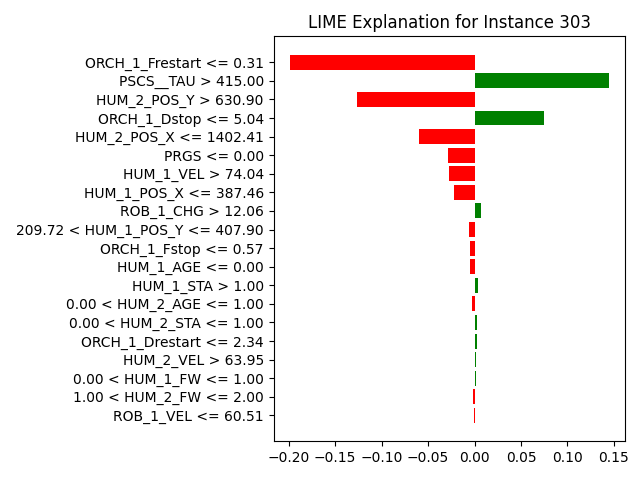 LIME Explanation for Instance 303
ORCH_1_Frestart <= 0.31
PSCS__TAU > 415.00
HUM_2_POS_Y > 630.90
ORCH_1_Dstop <= 5.04
HUM_2_POS_X <= 1402.41
PRGS <= 0.00
HUM_1_VEL > 74.04
HUM_1_POS_X <= 387.46
ROB_1_CHG > 12.06
209.72 < HUM_1_POS_Y <= 407.90
ORCH_1_Fstop <= 0.57
HUM_1_AGE <= 0.00
HUM_1_STA > 1.00
0.00 < HUM_2_AGE <= 1.00
0.00 < HUM_2_STA <= 1.00
ORCH_1_Drestart <= 2.34
HUM_2_VEL > 63.95
0.00 < HUM_1_FW <= 1.00
1.00 < HUM_2_FW <= 2.00
ROB_1_VEL <= 60.51
−0.20 −0.15 −0.10 −0.05 0.00 0.05 0.10 0.15